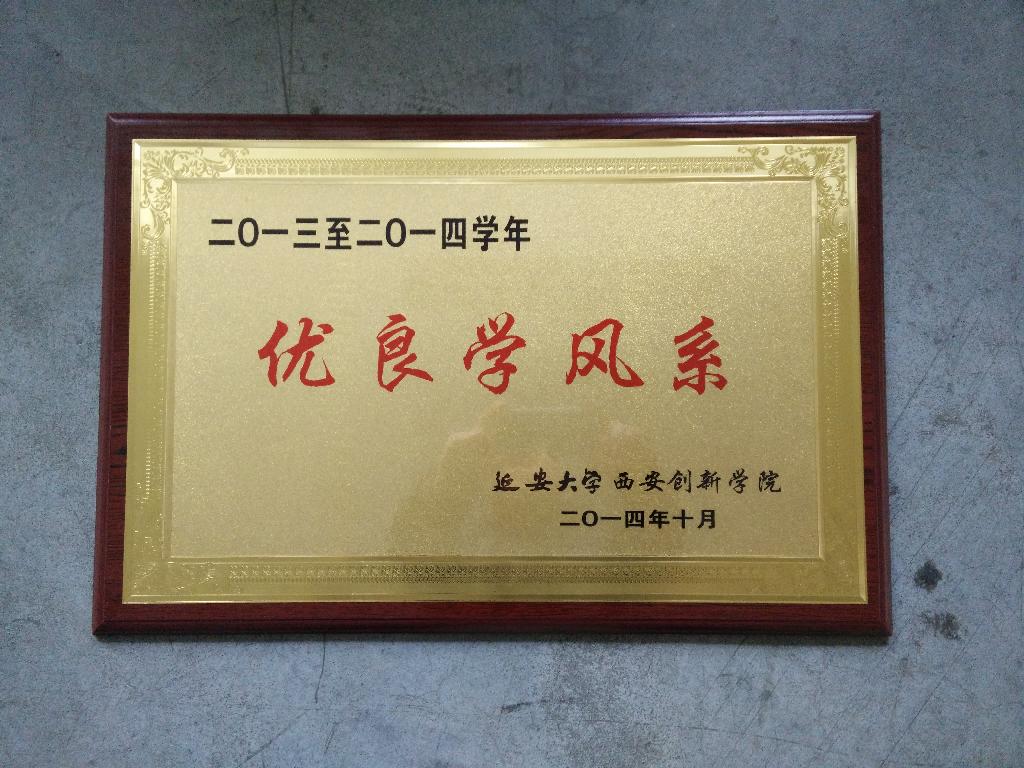 二〇一三至二〇一四学年
优良学风系
延安大学西安创新学院
二〇一四年十月